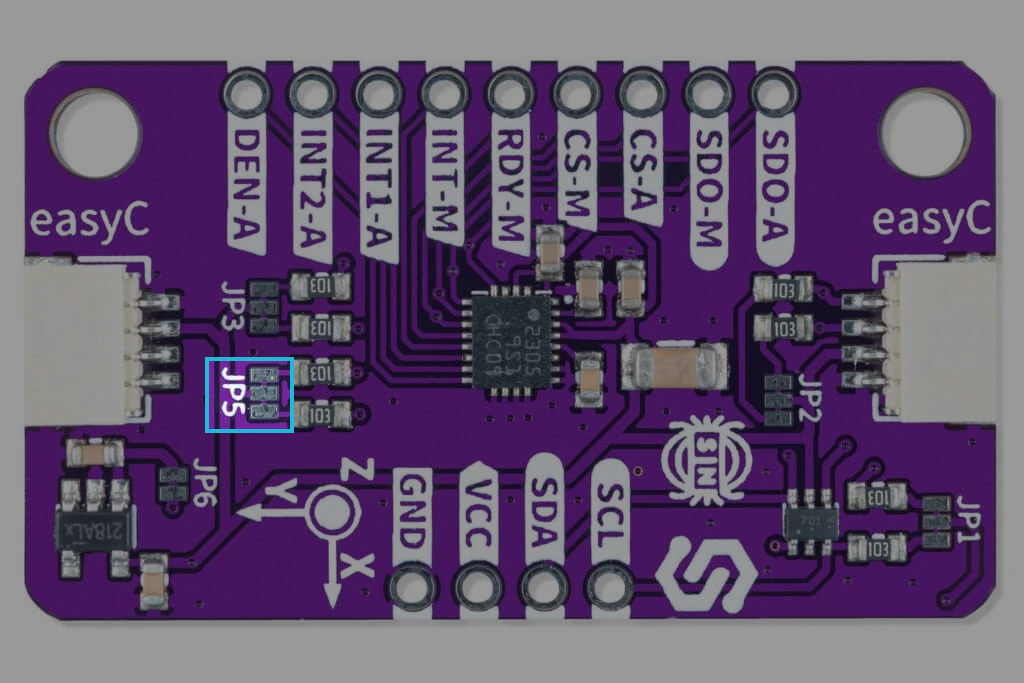 DEN-A
INT2-A
INT1-A
INT-M
RDY-M
CS-M
CS-A
SDO-M
SDO-A
easyC
easyC
JP3
103
103
JP5
103
103
JP6
218ALx
2305
CHC09
103
103
JP2
SIN
Z
Y
X
GND
VCC
SDA
SCL
701
103
103
JP1